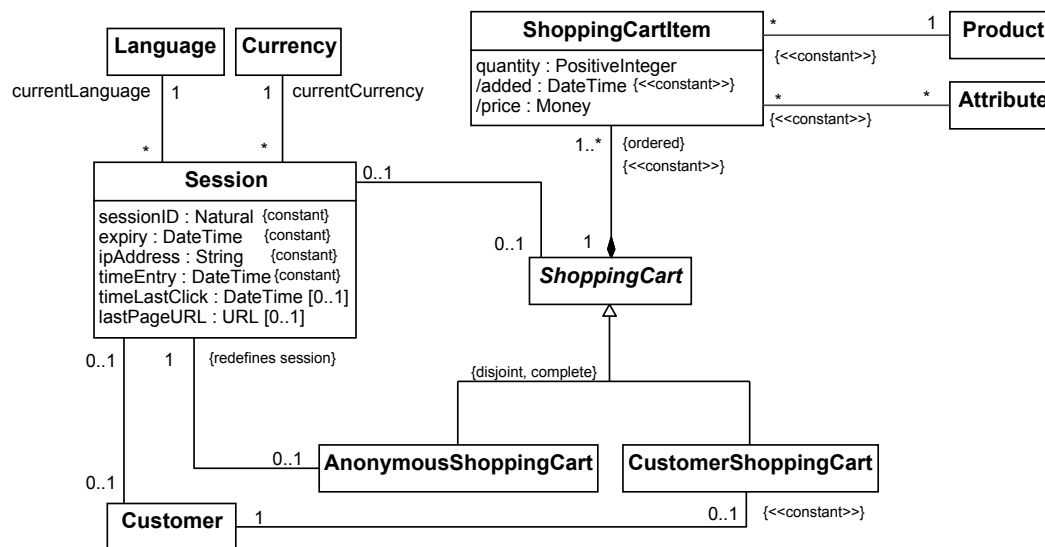 Language
Currency
currentLanguage
1
1
currentCurrency
*
*
ShoppingCartItem
quantity : PositiveInteger
/added : DateTime {<<constant>>}
/price : Money
*
1
{<<constant>>}
Product
*
*
{<<constant>>}
Attribute
1..*
{ordered}
{<<constant>>}
Session
sessionID : Natural {constant}
expiry : DateTime {constant}
ipAddress : String {constant}
timeEntry : DateTime {constant}
timeLastClick : DateTime [0..1]
lastPageURL : URL [0..1]
0..1
0..1
1
ShoppingCart
0..1
1
{redefines session}
{disjoint, complete}
0..1
AnonymousShoppingCart
CustomerShoppingCart
0..1
Customer
1
0..1
{<<constant>>}